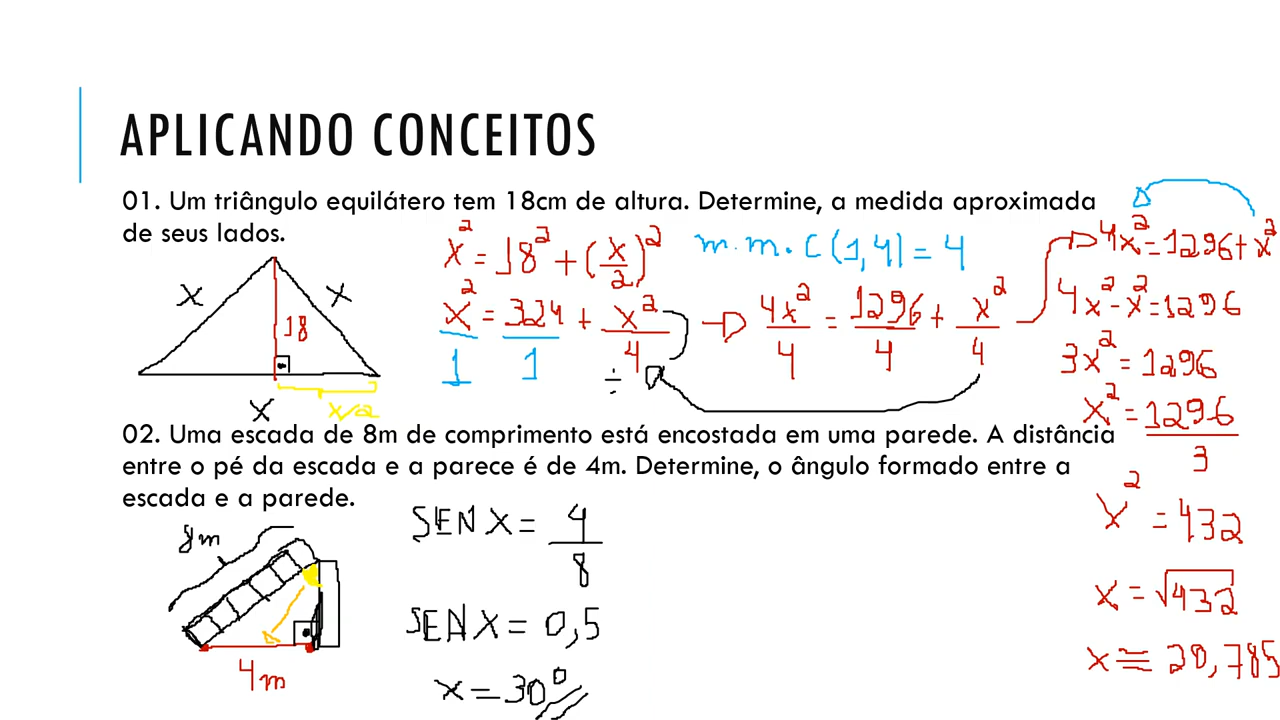 APLICANDO CONCEITOS
01. Um triângulo equilátero tem 18cm de altura. Determine, a medida aproximada
de seus lados.
X X
18
X x/2
x² = 18² + (x/2)²
x²/1 = 324/1 + x²/4
÷
m.m.C (1,4) = 4
4x²/4 = 1296/4 + x²/4
4x² = 1296 + x²
4x² - x² = 1296
3x² = 1296
x² = 1296/3
x² = 432
x = √432
x ≅ 20,785
02. Uma escada de 8m de comprimento está encostada em uma parede. A distância
entre o pé da escada e a parece é de 4m. Determine, o ângulo formado entre a
escada e a parede.
8m
4m
SEN X = 4/8
SEN X = 0,5
x = 30°